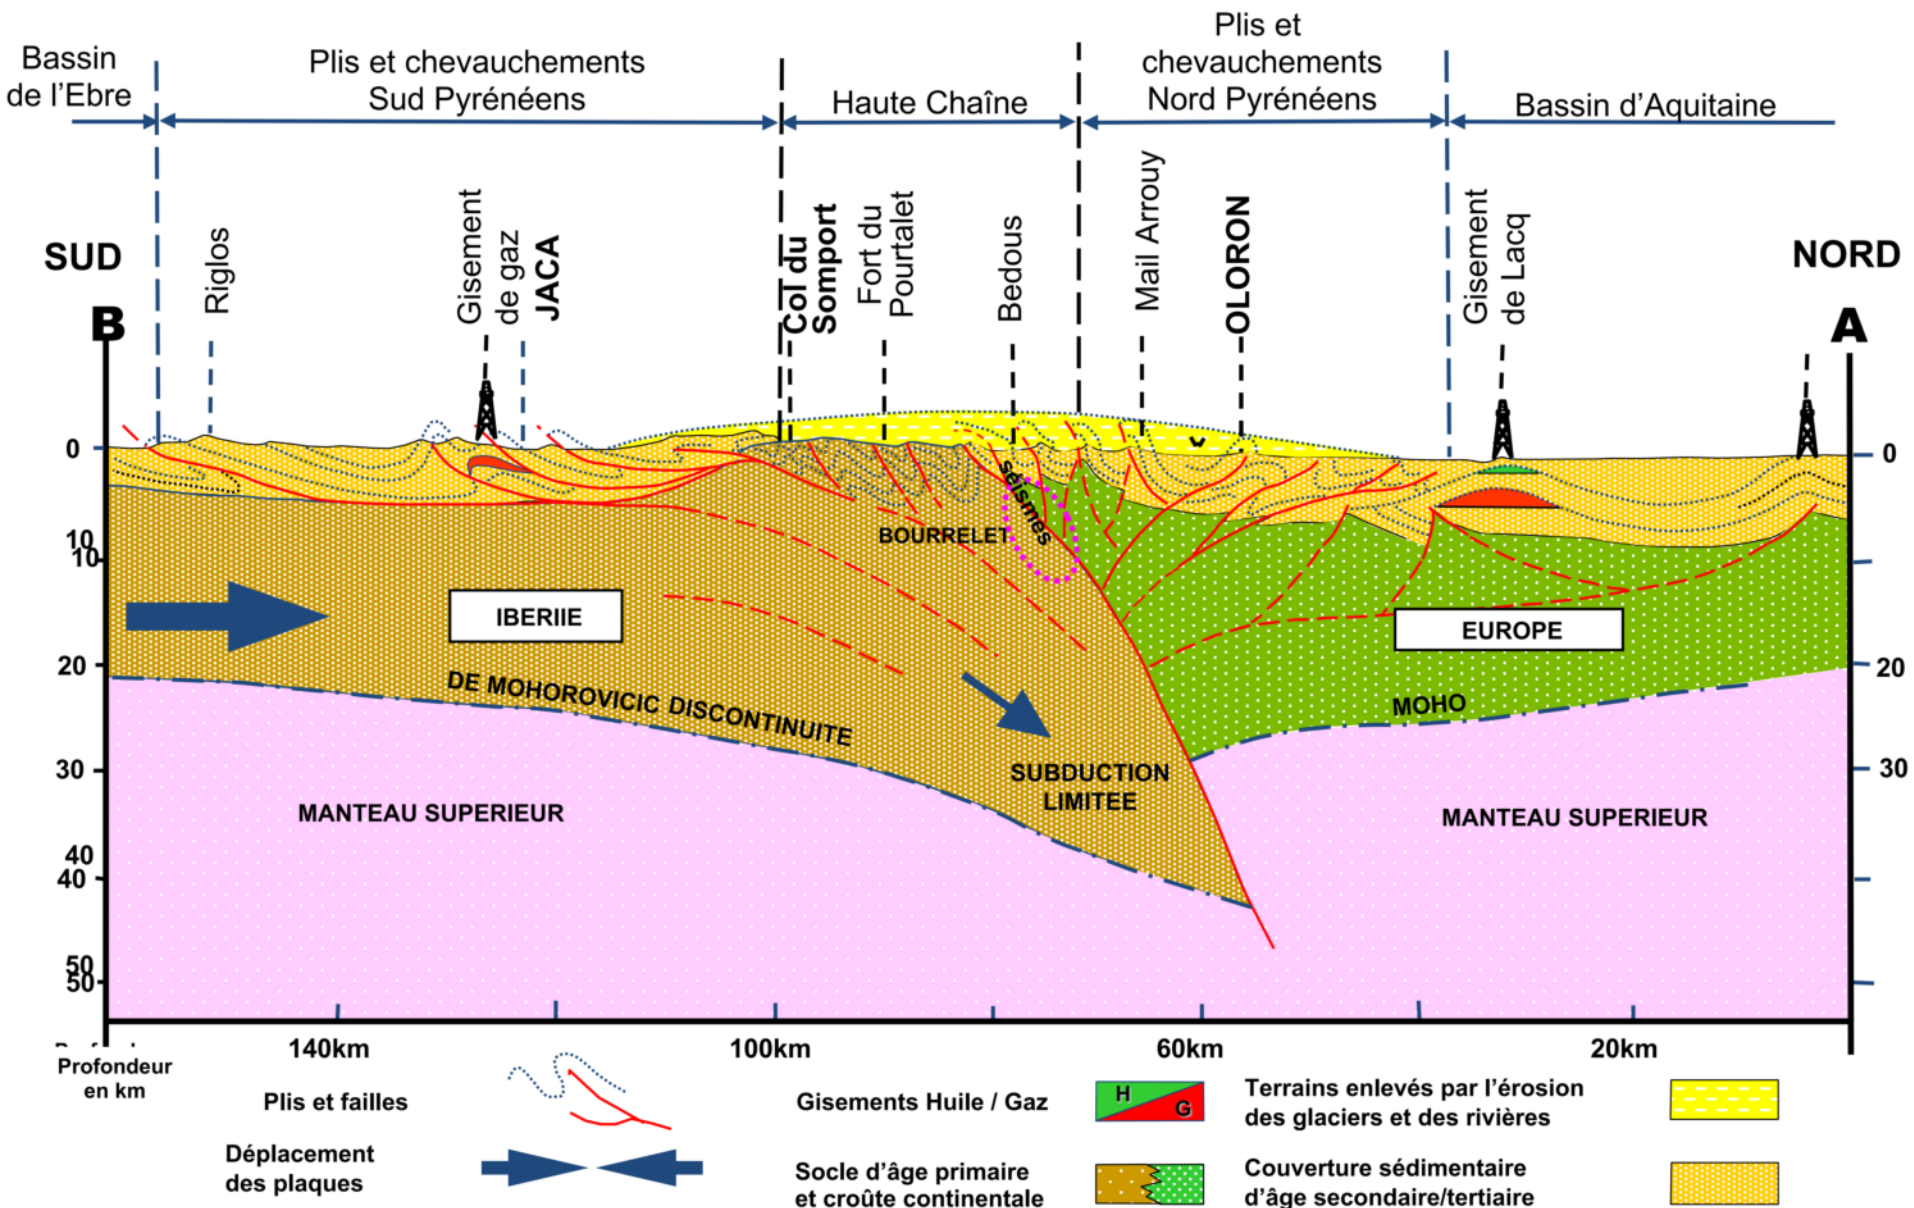 Bassin
de l'Ebre
Plis et chevauchements
Sud Pyrénéens
Haute Chaîne
Plis et
chevauchements
Nord Pyrénéens
Bassin d'Aquitaine
SUD
B
Riglos
Gisement
de gaz
JACA
Col du
Somport
Fort du
Pourtalet
Bedous
Mail Arrouy
OLORON
Gisement
de Lacq
NORD
A
0
10
10
20
30
40
40
50
50
0
20
30
séismes
BOURRELET
IBERIIE
EUROPE
DE MOHOROVICIC DISCONTINUITE
MOHO
SUBDUCTION
LIMITEE
MANTEAU SUPERIEUR
MANTEAU SUPERIEUR
140km
100km
60km
20km
Profondeur
en km
Plis et failles
Déplacement
des plaques
Gisements Huile / Gaz
H
G
Socle d'âge primaire
et croûte continentale
Terrains enlevés par l'érosion
des glaciers et des rivières
Couverture sédimentaire
d'âge secondaire/tertiaire